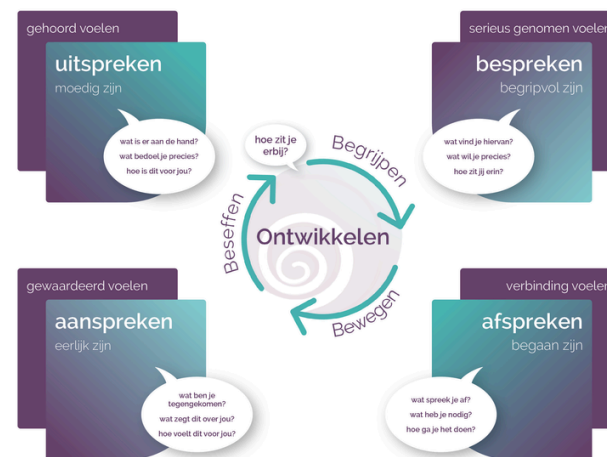 gehoord voelen
uitspreken
moedig zijn
wat is er aan de hand?
wat bedoel je precies?
hoe is dit voor jou?
serieus genomen voelen
bespreken
begripvol zijn
wat vind je hiervan?
wat wil je precies?
hoe zit jij erin?
hoe zit je
erbij?
Begrijpen
Beseffen
Ontwikkelen
Bewegen
gewaardeerd voelen
aanspreken
eerlijk zijn
wat ben je
tegengekomen?
wat zegt dit over jou?
hoe voelt dit voor jou?
verbinding voelen
afspreken
begaan zijn
wat spreek je af?
wat heb je nodig?
hoe ga je het doen?